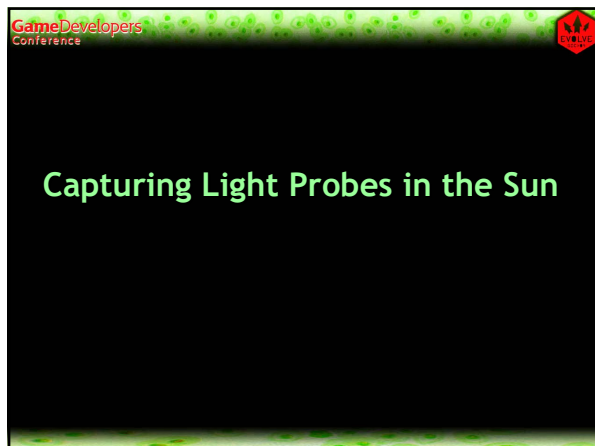 GameDevelopers
Conference
EVOLVE
Capturing Light Probes in the Sun